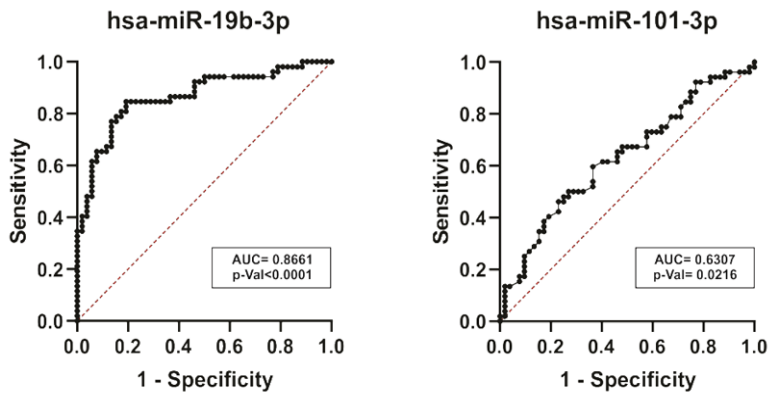 hsa-miR-19b-3p
Sensitivity
1.0
0.8
0.6
0.4
0.2
0.0
AUC= 0.8661
p-Val<0.0001
0.0 0.2 0.4 0.6 0.8 1.0
1 - Specificity
hsa-miR-101-3p
Sensitivity
1.0
0.8
0.6
0.4
0.2
0.0
AUC= 0.6307
p-Val= 0.0216
0.0 0.2 0.4 0.6 0.8 1.0
1 - Specificity